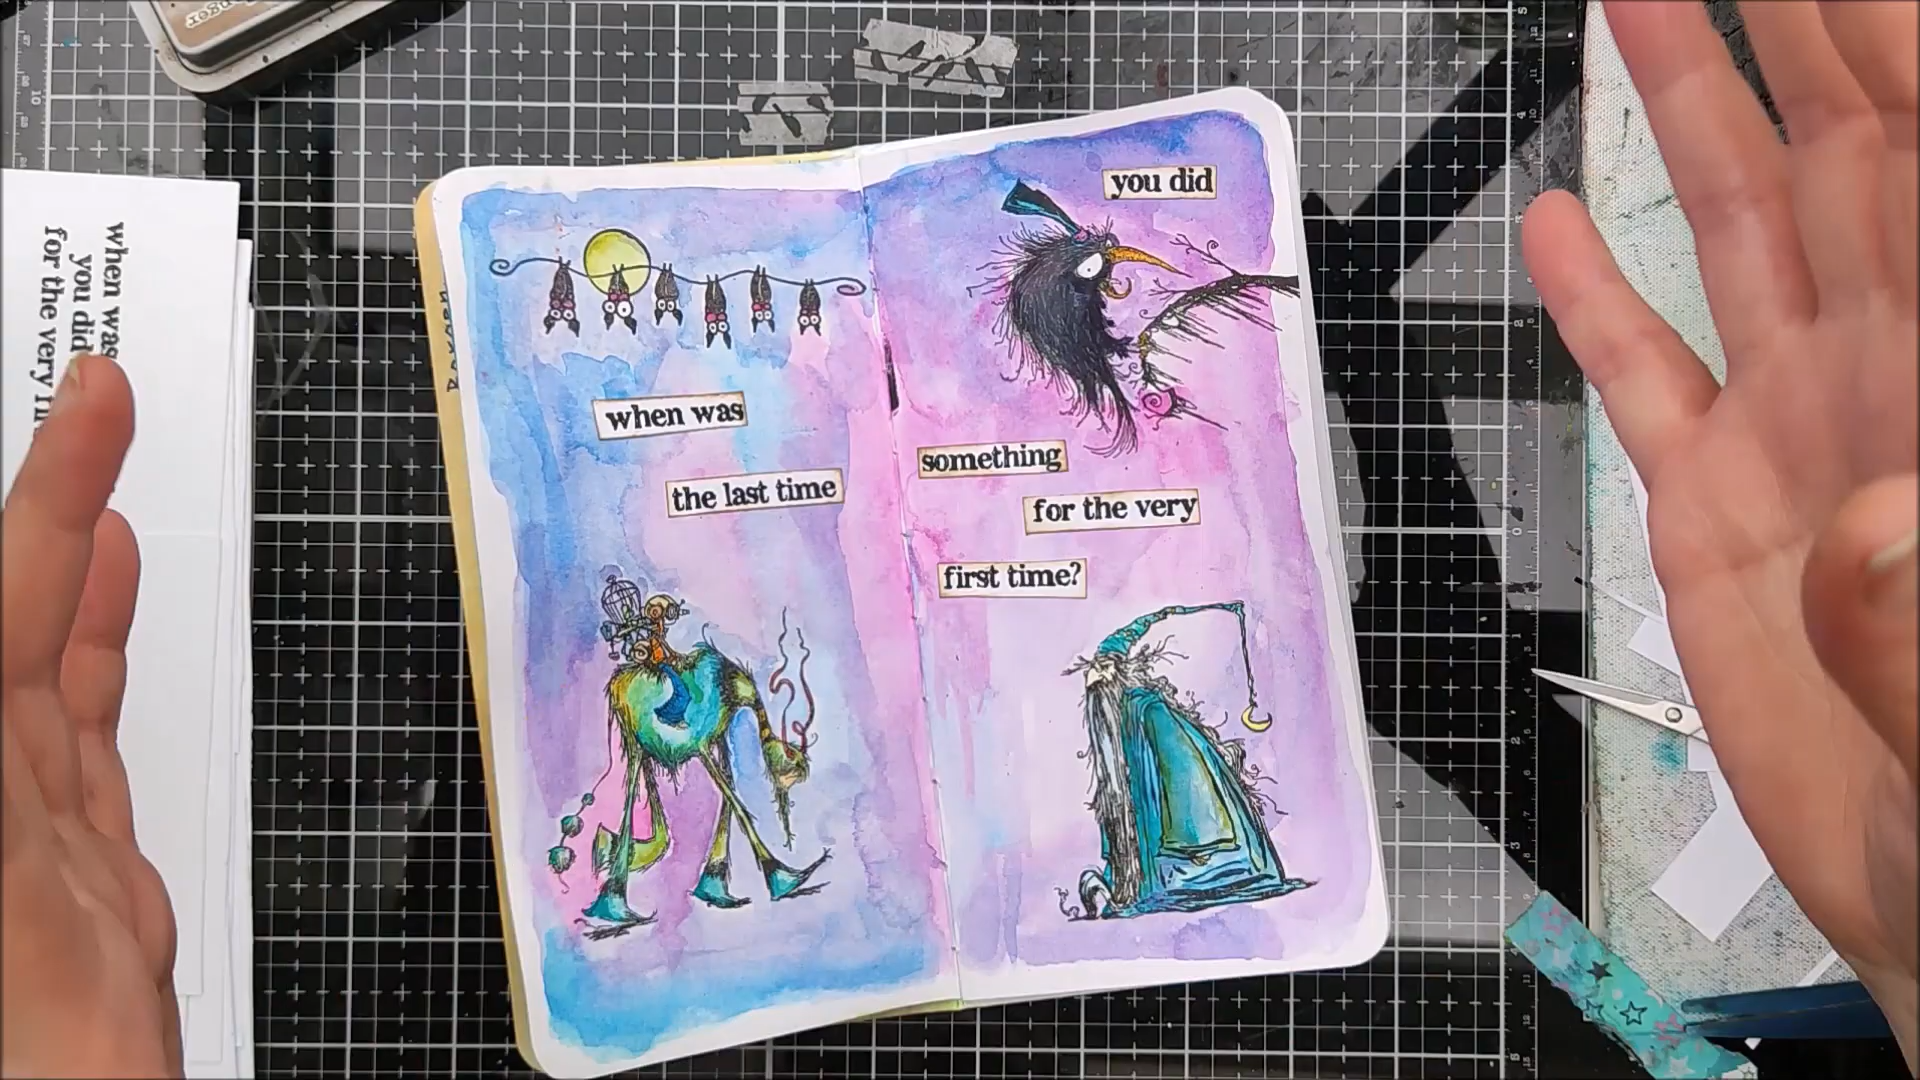 when was
the last time
you did
something
for the very
first time?
when was
you did
for the very